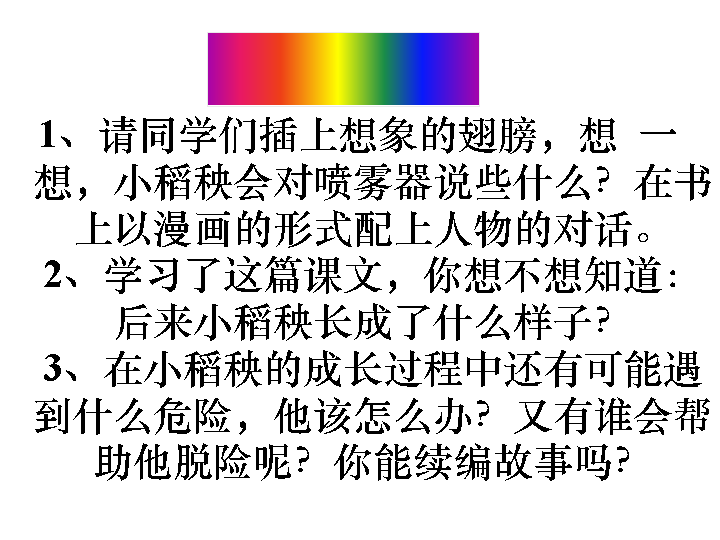 1、请同学们插上想象的翅膀，想 一
想，小稻秧会对喷雾器说些什么？在书
上以漫画的形式配上人物的对话。
2、学习了这篇课文，你想不想知道：
后来小稻秧长成了什么样子？
3、在小稻秧的成长过程中还有可能遇
到什么危险，他该怎么办？又有谁会帮
助他脱险呢？你能续编故事吗？